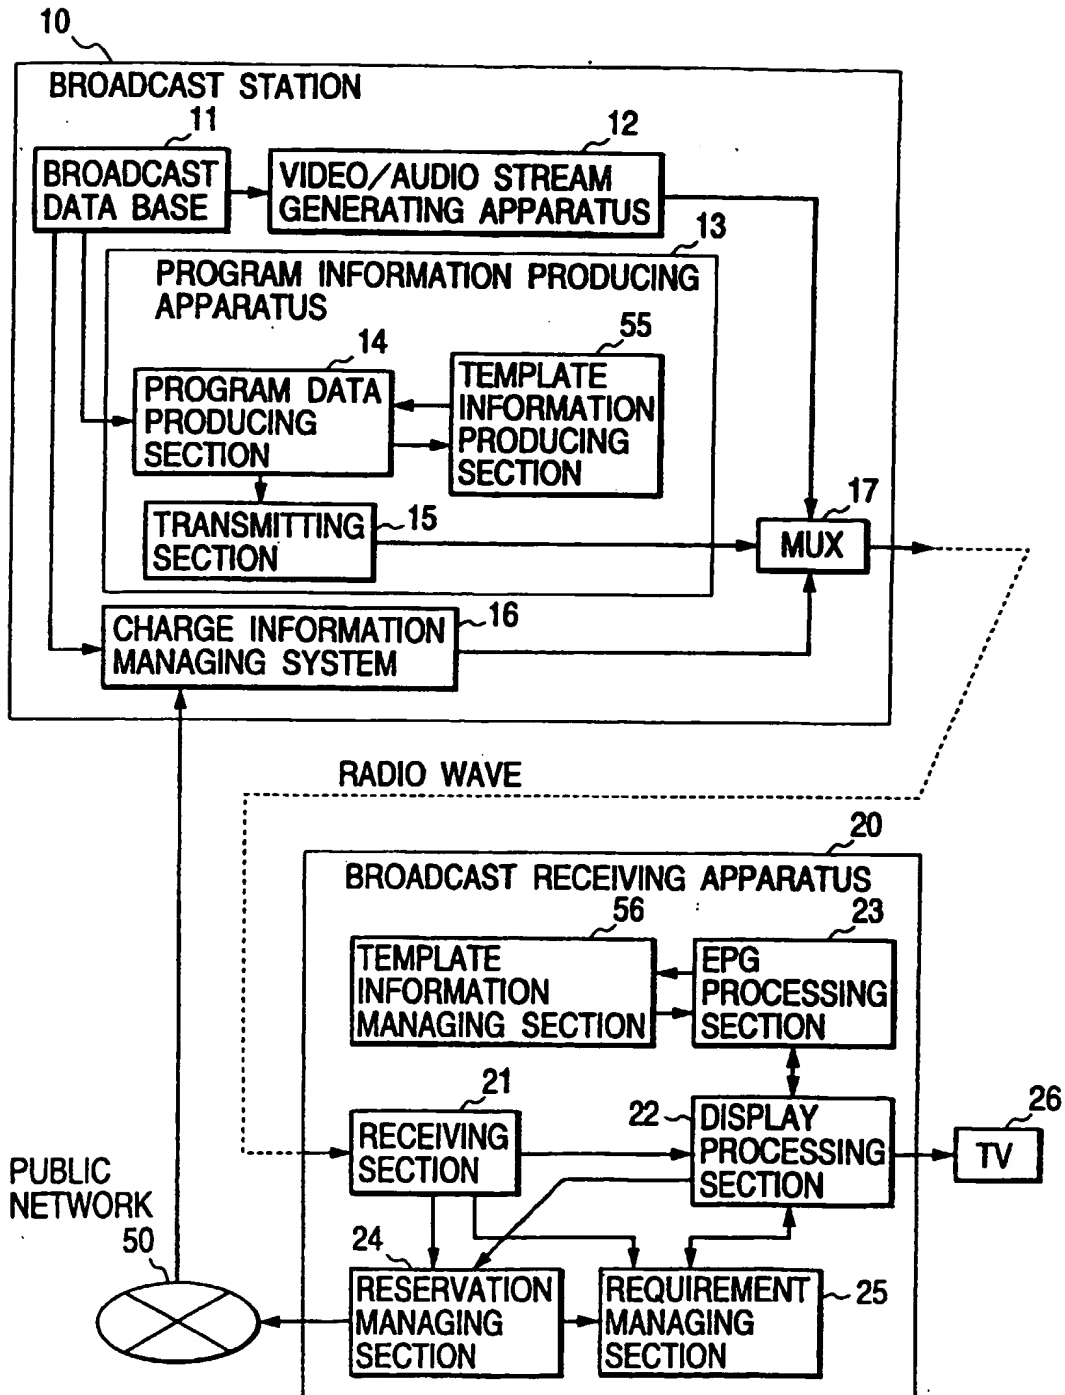 10
BROADCAST STATION
11
12
BROADCAST
DATA BASE
VIDEO/AUDIO STREAM
GENERATING APPARATUS
13
PROGRAM INFORMATION PRODUCING
APPARATUS
14
55
PROGRAM DATA
PRODUCING
SECTION
TEMPLATE
INFORMATION
PRODUCING
SECTION
17
TRANSMITTING
SECTION
15
MUX
16
CHARGE INFORMATION
MANAGING SYSTEM
RADIO WAVE
20
BROADCAST RECEIVING APPARATUS
56
23
TEMPLATE
INFORMATION
MANAGING SECTION
EPG
PROCESSING
SECTION
21
22
26
RECEIVING
SECTION
DISPLAY
PROCESSING
SECTION
TV
PUBLIC
NETWORK
50
24
RESERVATION
MANAGING
SECTION
REQUIREMENT
MANAGING
SECTION
25